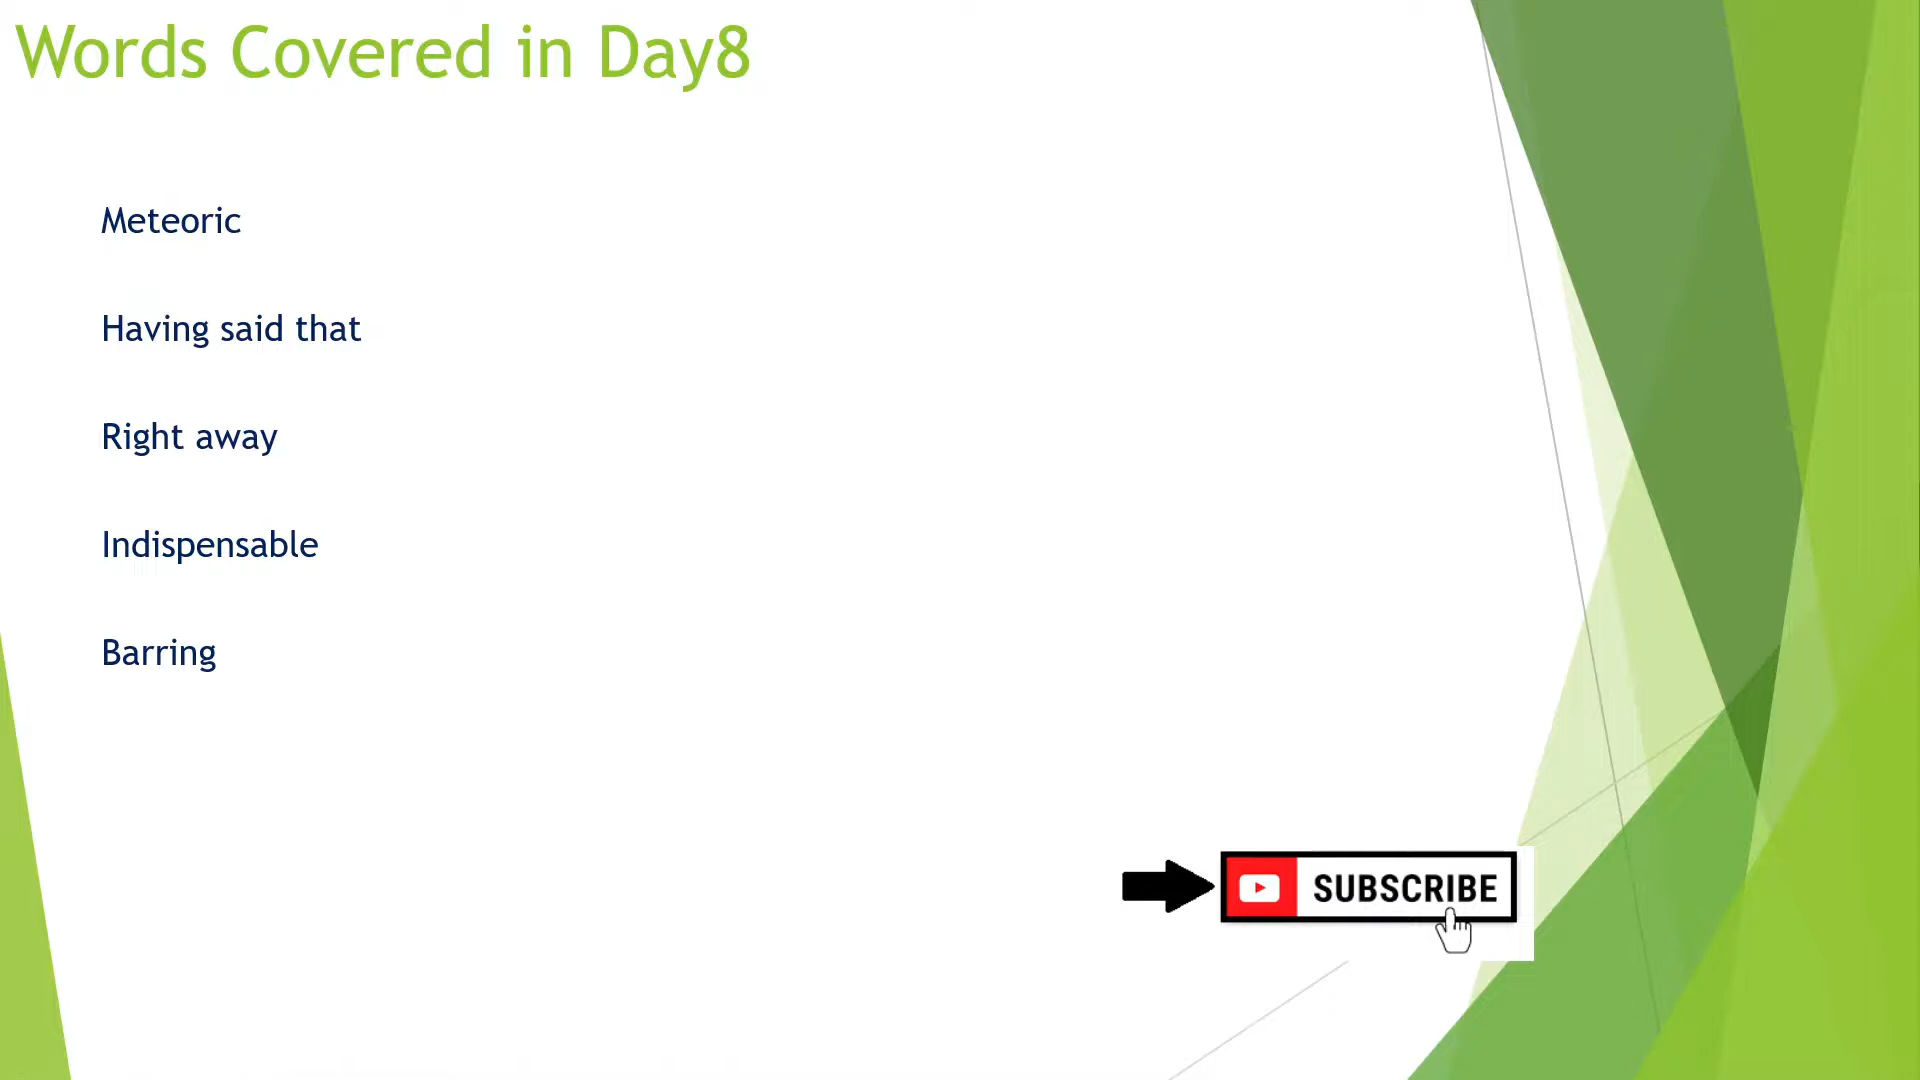 Words Covered in Day8
Meteoric
Having said that
Right away
Indispensable
Barring
SUBSCRIBE